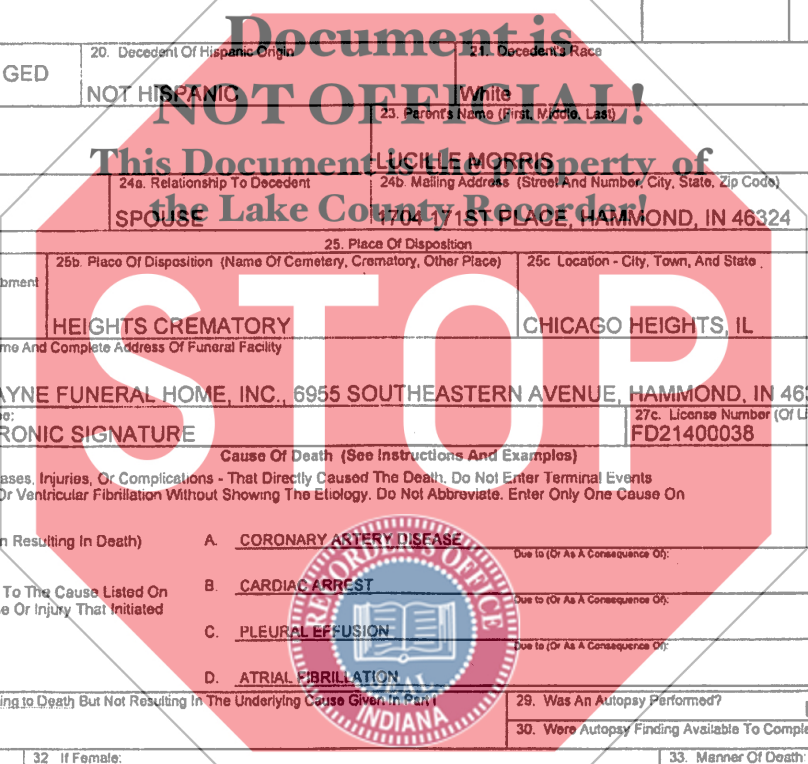 Document is
NOT OFFICIAL!
This Document is the property of
the Lake County Recorder!
STOP
20. Decedent Of Hispanic Origin
21. Decedent's Race
GED
NOT HISPANIC
White
23. Parent's Name (First, Middle, Last)
LUCILLE MORRIS
24a. Relationship To Decedent
24b. Mailing Address (Street And Number, City, State, Zip Code)
SPOUSE
1704 171ST PLACE, HAMMOND, IN 46324
25. Place Of Disposition
25b. Place Of Disposition (Name Of Cemetery, Crematory, Other Place)
25c Location - City, Town, And State
bment
HEIGHTS CREMATORY
CHICAGO HEIGHTS, IL
me And Complete Address Of Funeral Facility
AYNE FUNERAL HOME, INC., 6955 SOUTHEASTERN AVENUE, HAMMOND, IN 463
27c. License Number (Of Li
RONIC SIGNATURE
FD21400038
Cause Of Death (See Instructions And Examples)
ases, Injuries, Or Complications - That Directly Caused The Death. Do Not Enter Terminal Events
Or Ventricular Fibrillation Without Showing The Etiology. Do Not Abbreviate. Enter Only One Cause On
n Resulting In Death)
A. CORONARY ARTERY DISEASE
Due to (Or As A Consequence Of):
To The Cause Listed On
e Or Injury That Initiated
B. CARDIAC ARREST
Due to (Or As A Consequence Of):
C. PLEURAL EFFUSION
Due to (Or As A Consequence Of):
D. ATRIAL FIBRILLATION
RECORDER'S OFFICE
SEAL
INDIANA
ing to Death But Not Resulting In The Underlying Cause Given In Part I
29. Was An Autopsy Performed?
30. Were Autopsy Finding Available To Comple
32 If Female:
33. Manner Of Death: